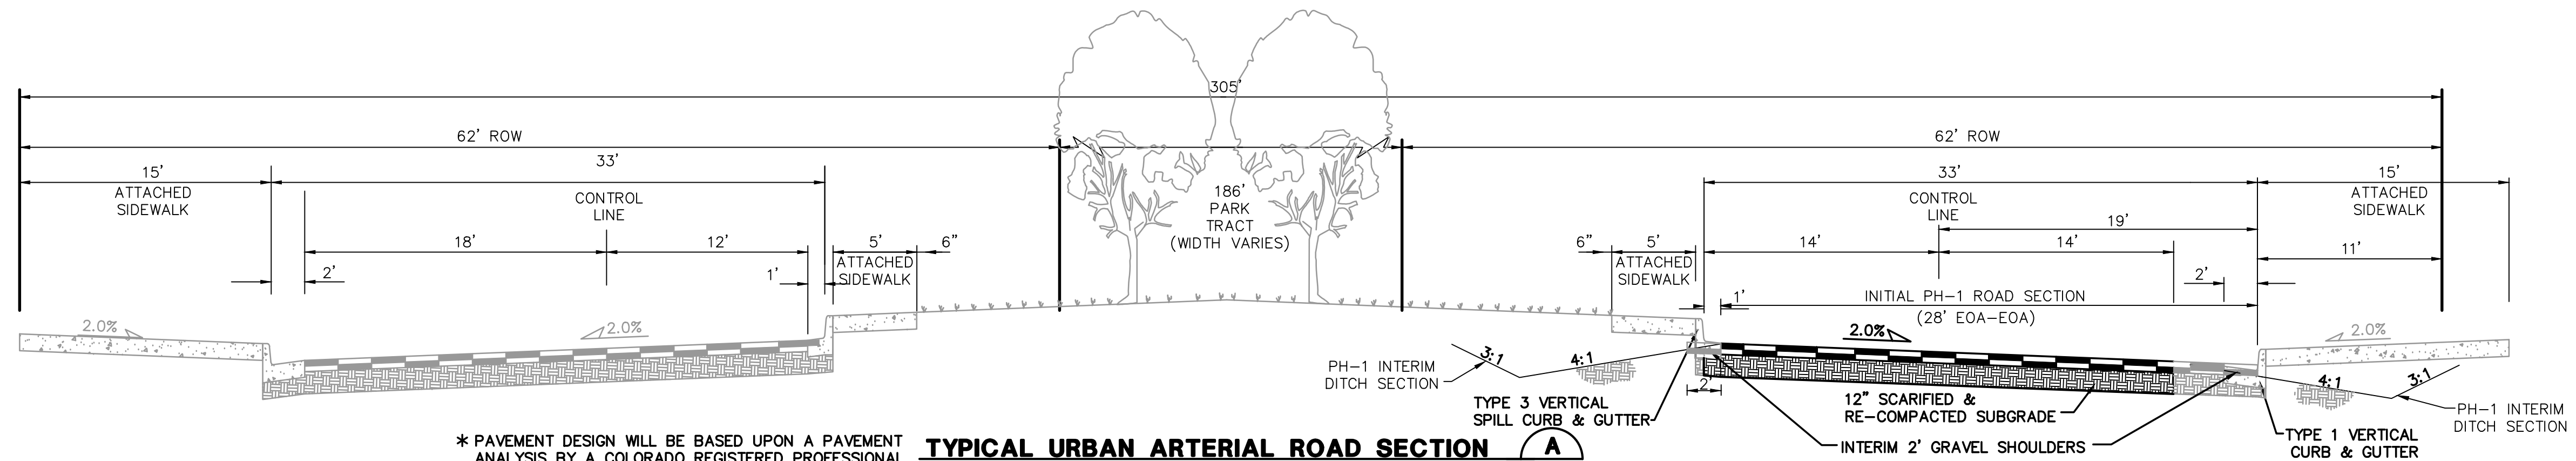 305'
62' ROW
62' ROW
15'
ATTACHED
SIDEWALK
33'
CONTROL
LINE
18'
12'
2'
1'
5'
6"
ATTACHED
SIDEWALK
186'
PARK
TRACT
(WIDTH VARIES)
6"
5'
ATTACHED
SIDEWALK
33'
CONTROL
LINE
19'
14'
14'
2'
1'
15'
ATTACHED
SIDEWALK
11'
INITIAL PH-1 ROAD SECTION
(28' EOA-EOA)
2.0%
2.0%
2.0%
2.0%
PH-1 INTERIM
DITCH SECTION
3:1
4:1
2'
TYPE 3 VERTICAL
SPILL CURB & GUTTER
12" SCARIFIED &
RE-COMPACTED SUBGRADE
INTERIM 2' GRAVEL SHOULDERS
4:1
3:1
PH-1 INTERIM
DITCH SECTION
TYPE 1 VERTICAL
CURB & GUTTER
* PAVEMENT DESIGN WILL BE BASED UPON A PAVEMENT
ANALYSIS BY A COLORADO REGISTERED PROFESSIONAL
TYPICAL URBAN ARTERIAL ROAD SECTION
A